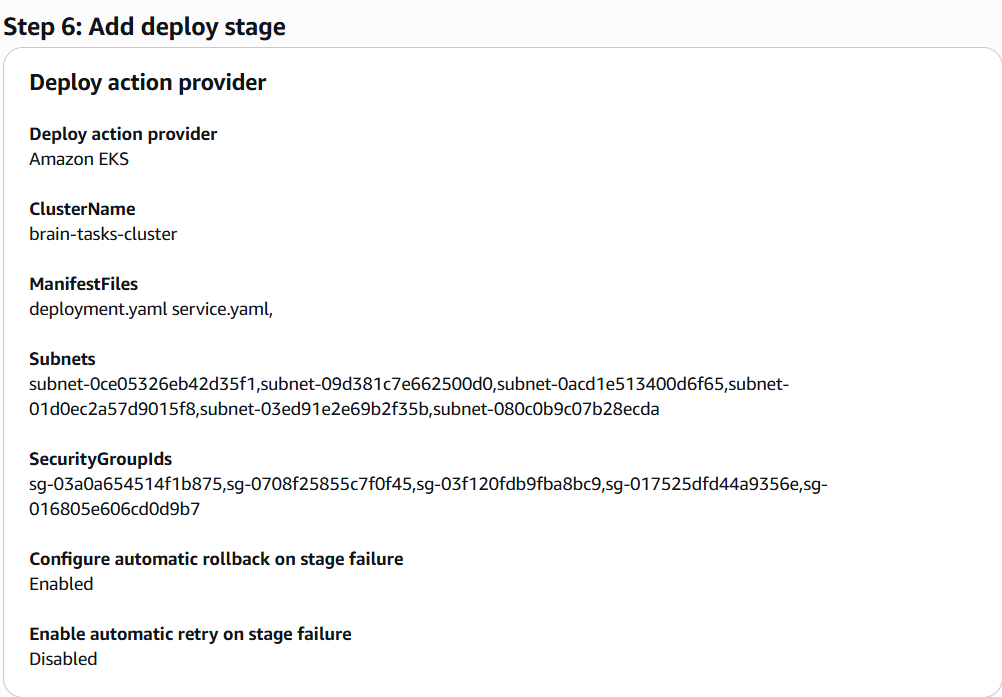 Step 6: Add deploy stage
Deploy action provider
Deploy action provider
Amazon EKS
ClusterName
brain-tasks-cluster
ManifestFiles
deployment.yaml service.yaml,
Subnets
subnet-0ce05326eb42d35f1,subnet-09d381c7e662500d0,subnet-0acd1e513400d6f65,subnet-
01d0ec2a57d9015f8,subnet-03ed91e2e69b2f35b,subnet-080c0b9c07b28ecda
SecurityGroupIds
sg-03a0a654514f1b875,sg-0708f25855c7f0f45,sg-03f120fdb9fba8bc9,sg-017525dfd44a9356e,sg-
016805e606cd0d9b7
Configure automatic rollback on stage failure
Enabled
Enable automatic retry on stage failure
Disabled